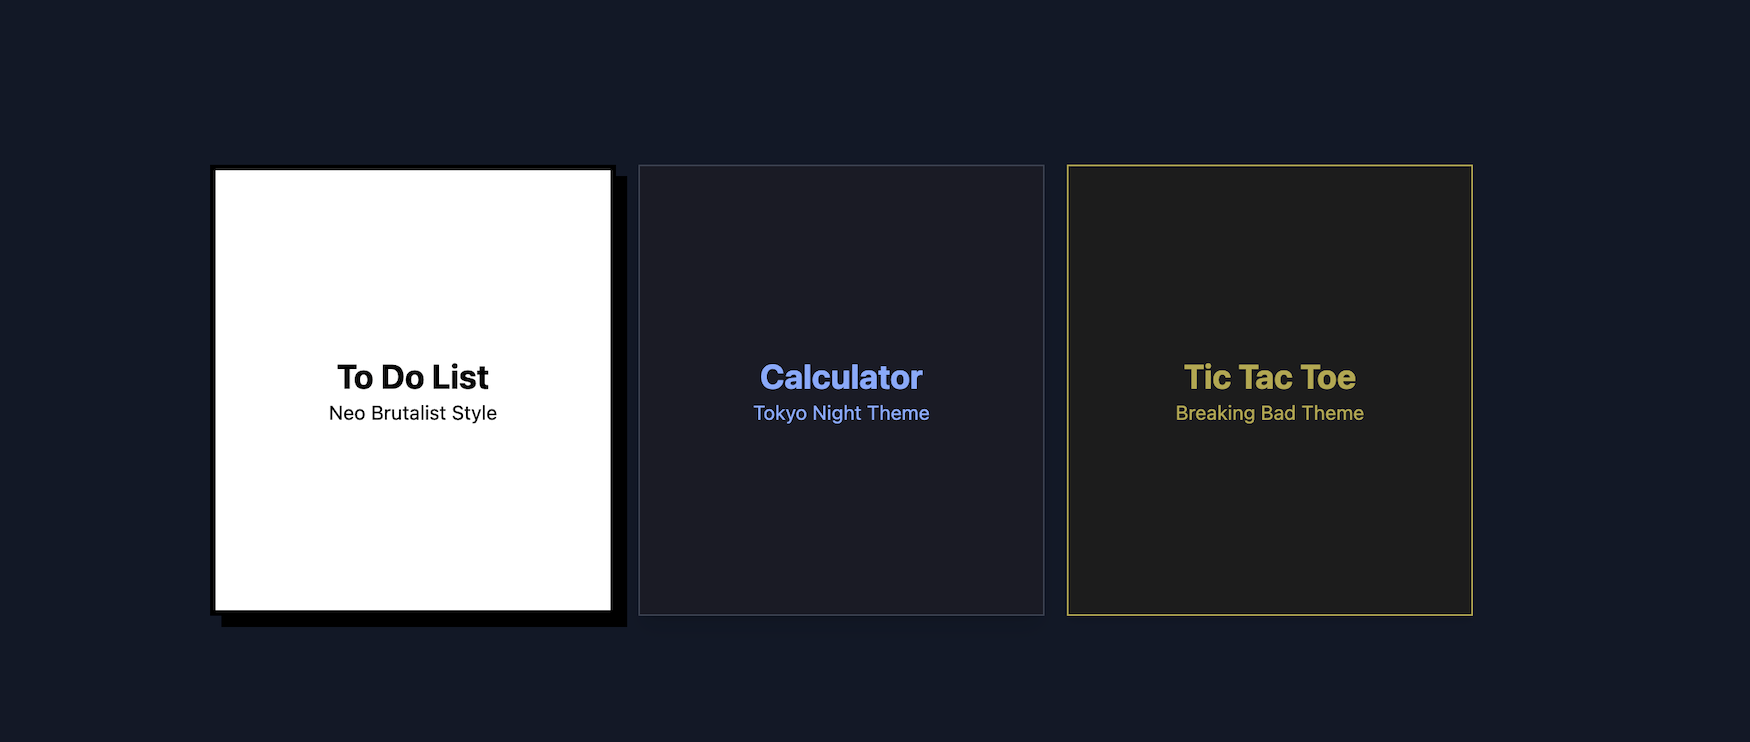 To Do List
Neo Brutalist Style
Calculator
Tokyo Night Theme
Tic Tac Toe
Breaking Bad Theme